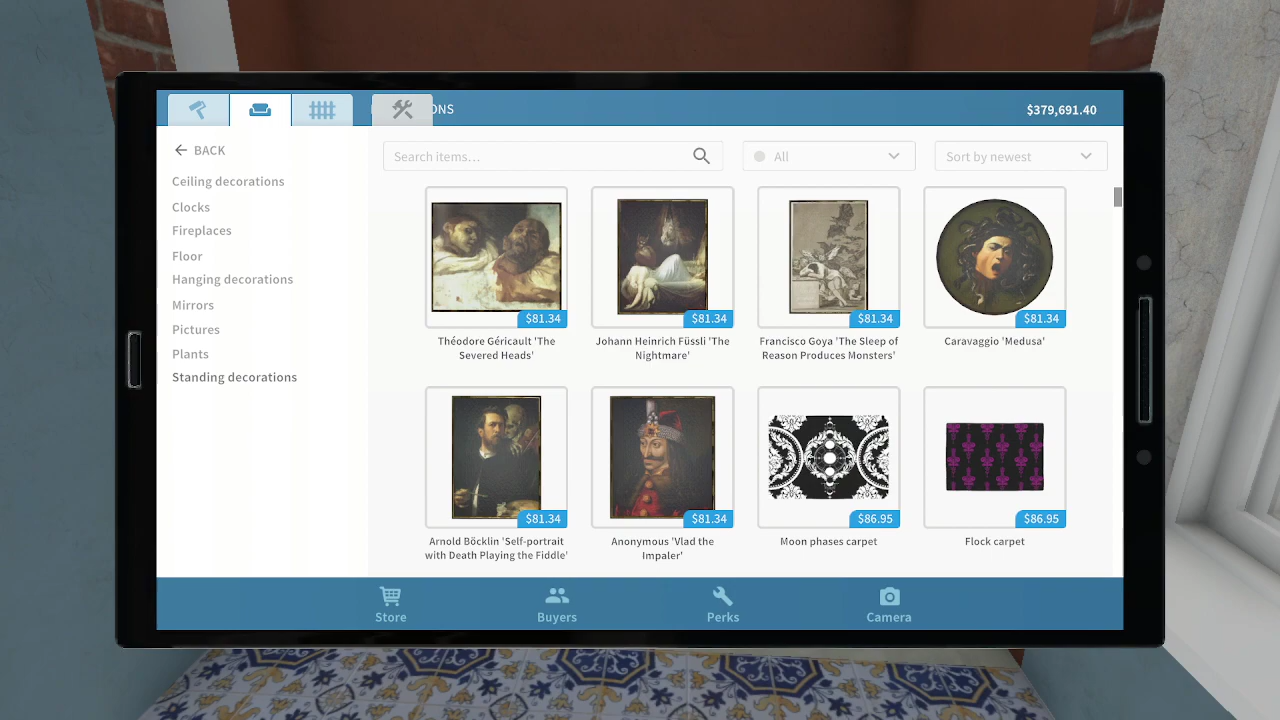 ONS
$379,691.40
BACK
Search items...
All
Sort by newest
Ceiling decorations
Clocks
Fireplaces
Floor
Hanging decorations
Mirrors
Pictures
Plants
Standing decorations
$81.34
$81.34
$81.34
$81.34
Théodore Géricault 'The
Severed Heads'
Johann Heinrich Füssli 'The
Nightmare'
Francisco Goya 'The Sleep of
Reason Produces Monsters'
Caravaggio 'Medusa'
$81.34
$81.34
$86.95
$86.95
Arnold Böcklin 'Self-portrait
with Death Playing the Fiddle'
Anonymous 'Vlad the
Impaler'
Moon phases carpet
Flock carpet
Store
Buyers
Perks
Camera